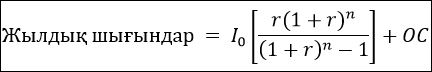 Жылдық шығындар = I₀ [ r(1 + r)ⁿ / ((1 + r)ⁿ − 1) ] + OC